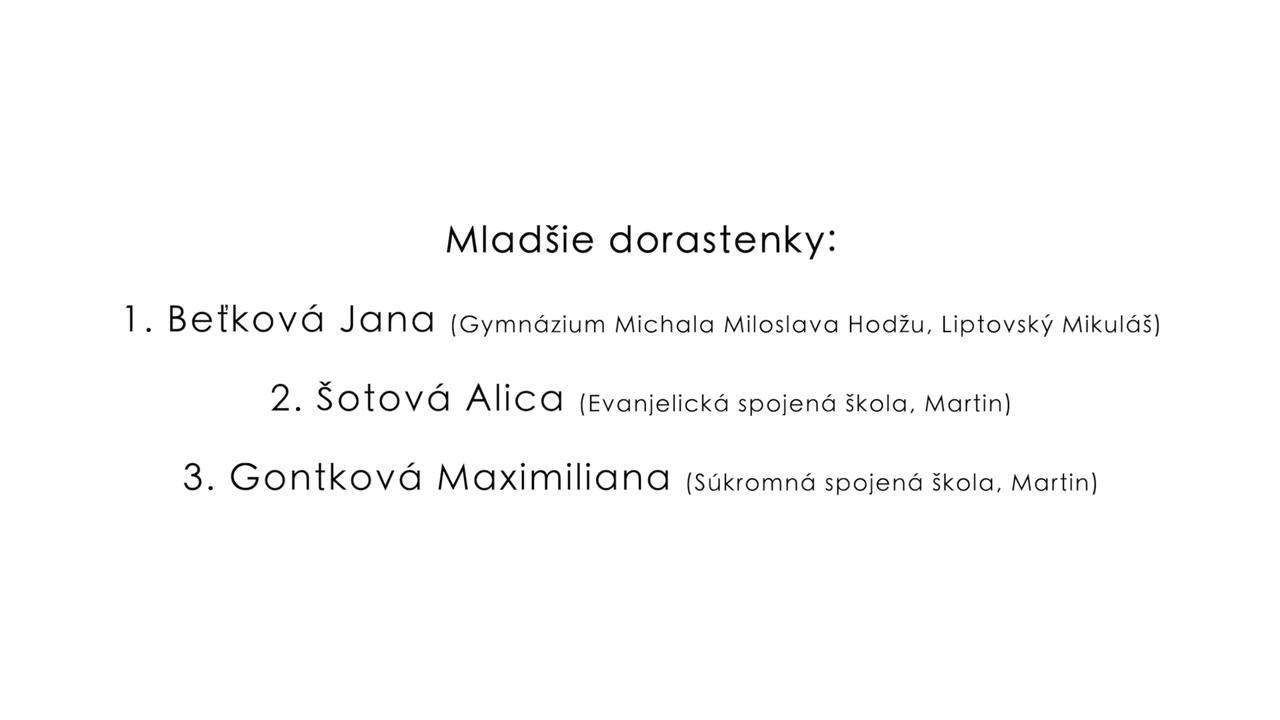 Mladšie dorastenky:
1. Beťková Jana (Gymnázium Michala Miloslava Hodžu, Liptovský Mikuláš)
2. Šotová Alica (Evanjelická spojená škola, Martin)
3. Gontková Maximiliana (Súkromná spojená škola, Martin)